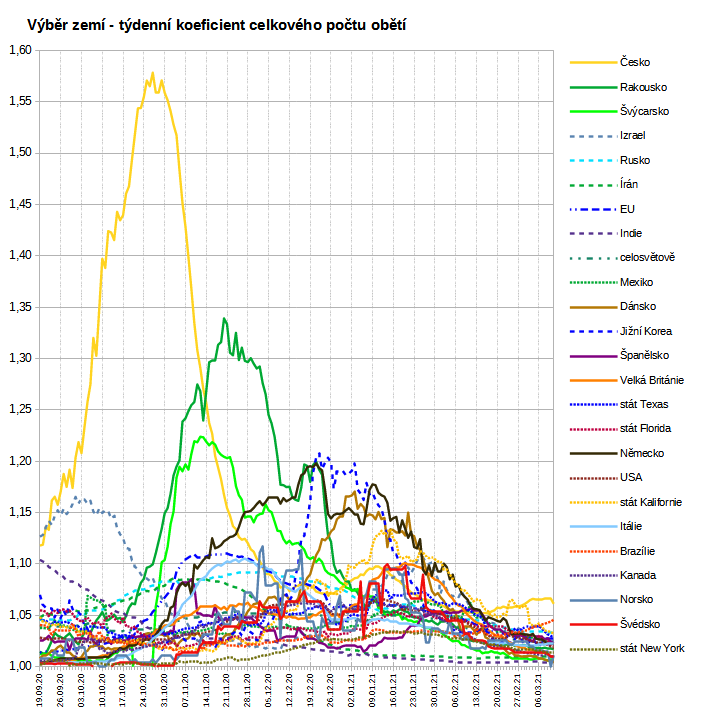 Výběr zemí - týdenní koeficient celkového počtu obětí
1,60
1,55
1,50
1,45
1,40
1,35
1,30
1,25
1,20
1,15
1,10
1,05
1,00
19.09.20
26.09.20
03.10.20
10.10.20
17.10.20
24.10.20
31.10.20
07.11.20
14.11.20
21.11.20
28.11.20
05.12.20
12.12.20
19.12.20
26.12.20
02.01.21
09.01.21
16.01.21
23.01.21
30.01.21
06.02.21
13.02.21
20.02.21
27.02.21
06.03.21
Česko
Rakousko
Švýcarsko
Izrael
Rusko
Írán
EU
Indie
celosvětově
Mexiko
Dánsko
Jižní Korea
Španělsko
Velká Británie
stát Texas
stát Florida
Německo
USA
stát Kalifornie
Itálie
Brazílie
Kanada
Norsko
Švédsko
stát New York